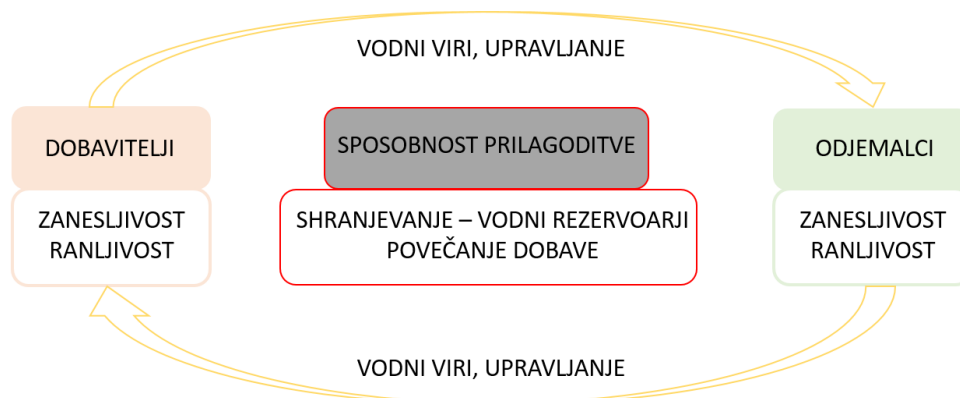 VODNI VIRI, UPRAVLJANJE
DOBAVITELJI
SPOSOBNOST PRILAGODITVE
ODJEMALCI
ZANESLJIVOST
RANLJIVOST
SHRANJEVANJE – VODNI REZERVOARJI
POVEČANJE DOBAVE
ZANESLJIVOST
RANLJIVOST
VODNI VIRI, UPRAVLJANJE